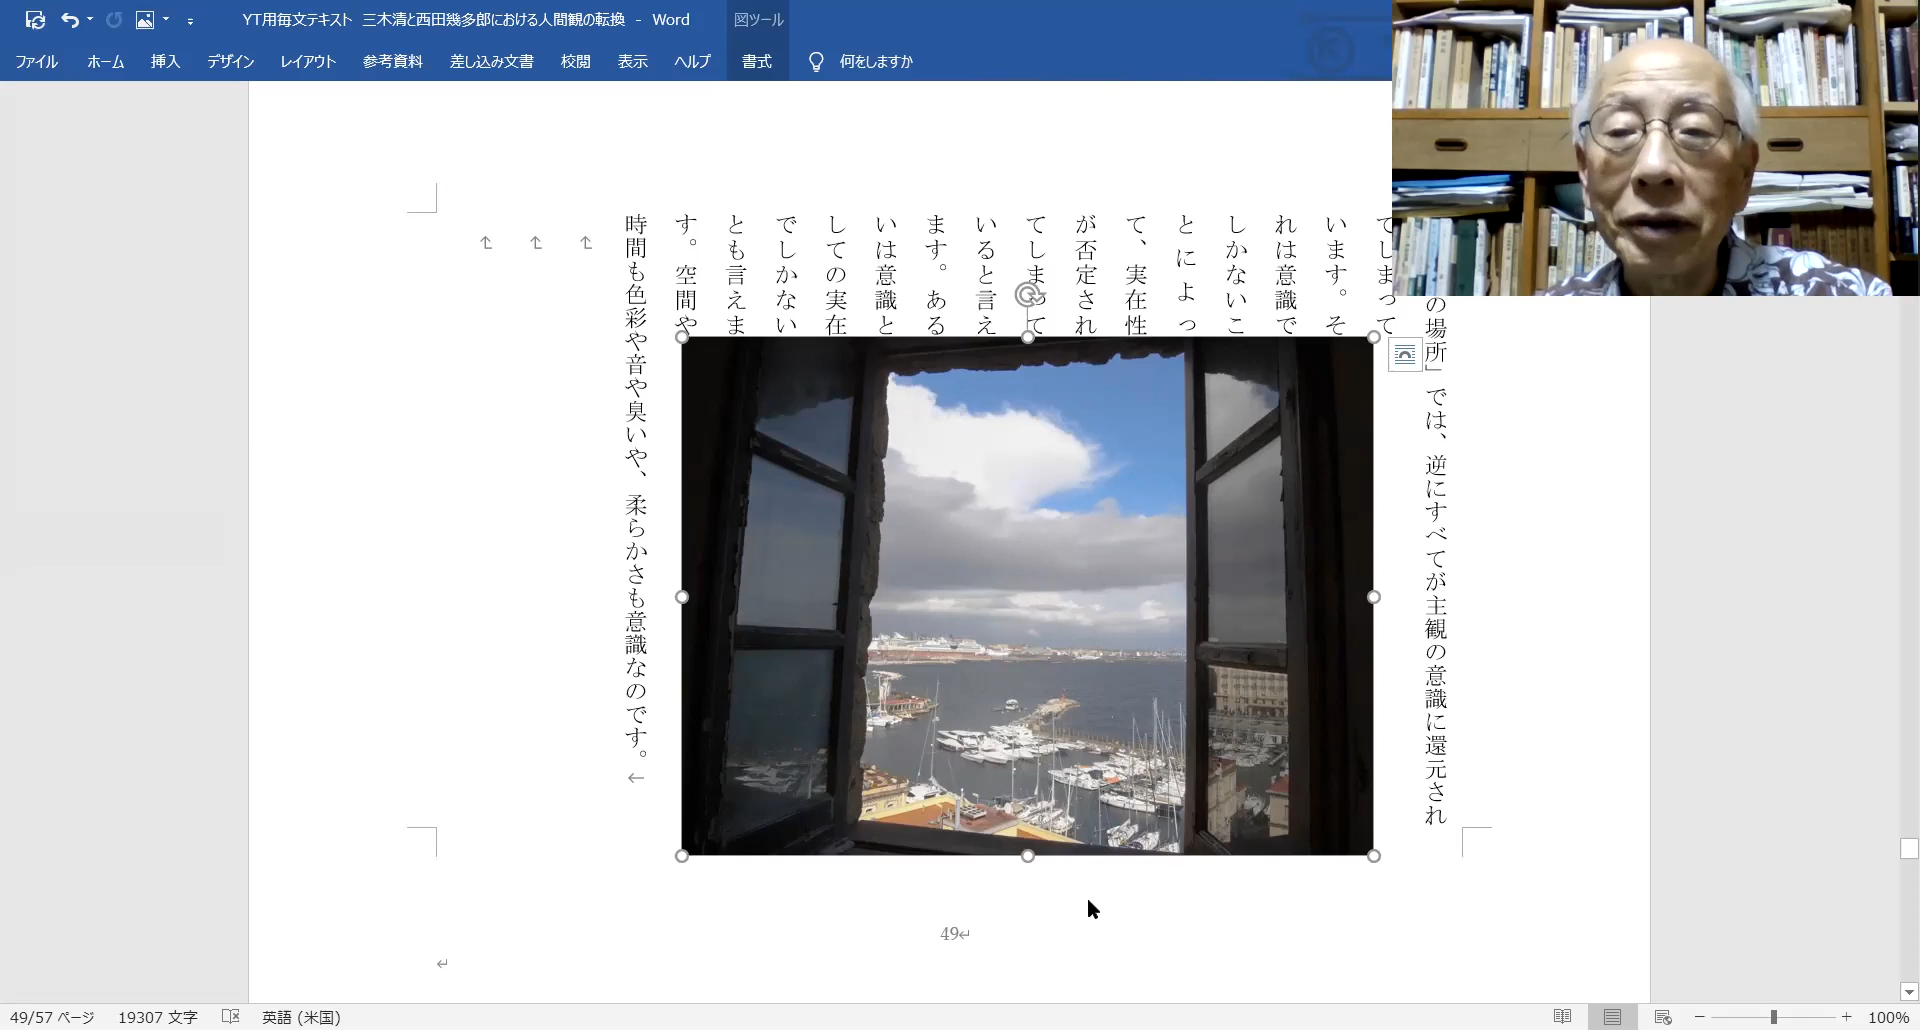 YT用毎文テキスト 三木清と西田幾多郎における人間観の転換 - Word
図ツール
ファイル ホーム 挿入 デザイン レイアウト 参考資料 差し込み文書 校閲 表示 ヘルプ 書式 何をしますか
の場所」では、逆にすべてが主観の意識に還元され
てしまって
います。そ
れは意識で
しかないこ
とによっ
て、実在性
が否定され
てしまって
いると言え
ます。ある
いは意識と
しての実在
でしかない
とも言えま
す。空間や
時間も色彩や音や臭いや、柔らかさも意識なのです。
49
49/57 ページ 19307 文字 英語 (米国) 100%